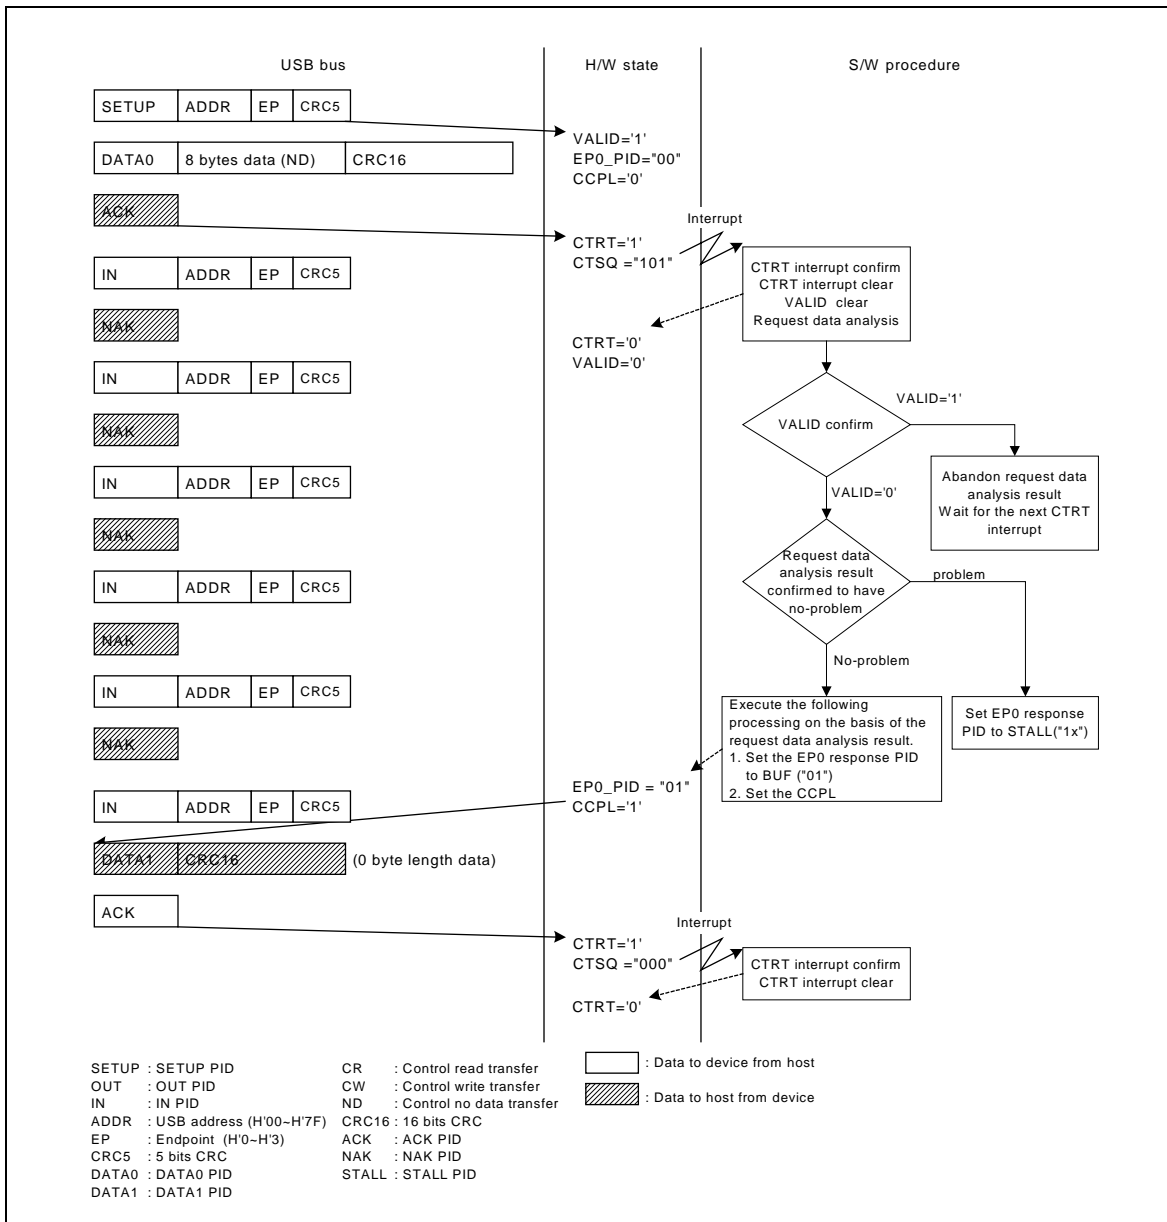 USB bus
H/W state
S/W procedure
SETUP ADDR EP CRC5
VALID='1'
EP0_PID="00"
CCPL='0'
DATA0 8 bytes data (ND) CRC16
ACK
Interrupt
CTRT='1'
CTSQ ="101"
CTRT interrupt confirm
CTRT interrupt clear
VALID clear
Request data analysis
IN ADDR EP CRC5
NAK
CTRT='0'
VALID='0'
IN ADDR EP CRC5
VALID='1'
VALID confirm
NAK
Abandon request data
analysis result
Wait for the next CTRT
interrupt
IN ADDR EP CRC5
VALID='0'
NAK
Request data
analysis result
confirmed to have
no-problem
problem
IN ADDR EP CRC5
NAK
No-problem
IN ADDR EP CRC5
Execute the following
processing on the basis of the
request data analysis result.
1. Set the EP0 response PID
to BUF ("01")
2. Set the CCPL
Set EP0 response
PID to STALL("1x")
NAK
EP0_PID = "01"
CCPL='1'
IN ADDR EP CRC5
DATA1 CRC16 (0 byte length data)
ACK
Interrupt
CTRT='1'
CTSQ ="000"
CTRT interrupt confirm
CTRT interrupt clear
CTRT='0'
SETUP : SETUP PID
OUT : OUT PID
IN : IN PID
ADDR : USB address (H'00~H'7F)
EP : Endpoint (H'0~H'3)
CRC5 : 5 bits CRC
DATA0 : DATA0 PID
DATA1 : DATA1 PID
CR : Control read transfer
CW : Control write transfer
ND : Control no data transfer
CRC16 : 16 bits CRC
ACK : ACK PID
NAK : NAK PID
STALL : STALL PID
: Data to device from host
: Data to host from device